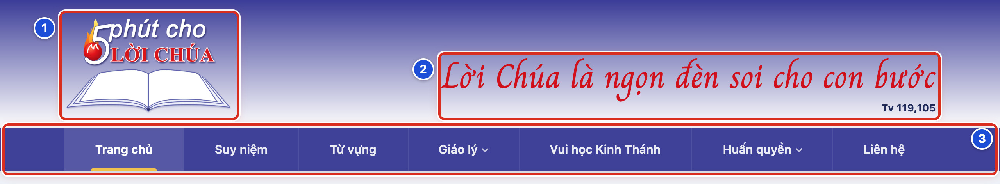 1
5 phút cho
LỜI CHÚA
2
Lời Chúa là ngọn đèn soi cho con bước
Tv 119,105
3
Trang chủ Suy niệm Từ vựng Giáo lý Vui học Kinh Thánh Huấn quyền Liên hệ